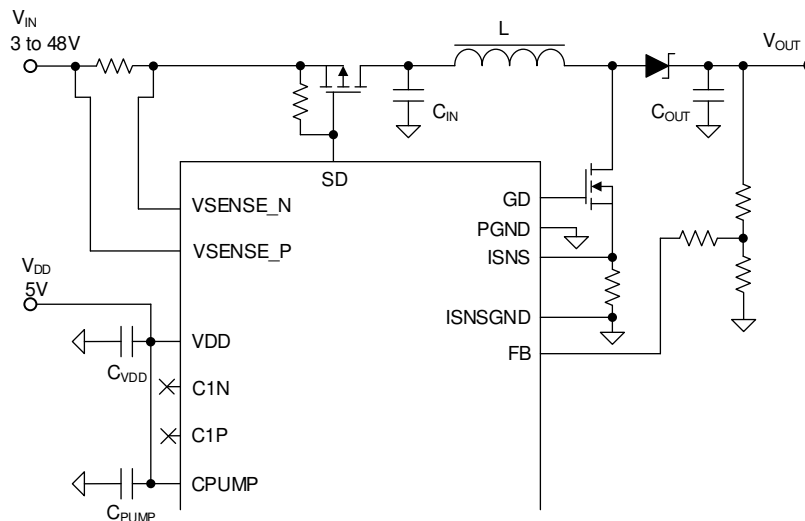 VIN
3 to 48V
L
VOUT
CIN
COUT
SD
GD
VSENSE_N
PGND
VSENSE_P
ISNS
VDD
5V
ISNSGND
VDD
FB
CVDD
C1N
C1P
CPUMP
CPUMP